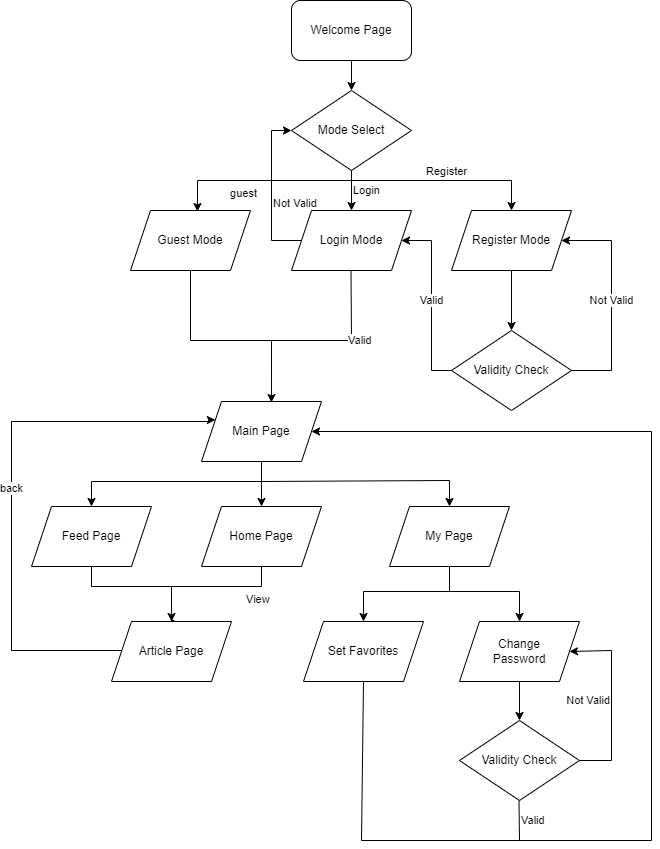 Welcome Page
Mode Select
Register
guest
Login
Not Valid
Guest Mode
Login Mode
Register Mode
Valid
Not Valid
Valid
Validity Check
Main Page
back
Feed Page
Home Page
My Page
View
Article Page
Set Favorites
Change
Password
Not Valid
Validity Check
Valid